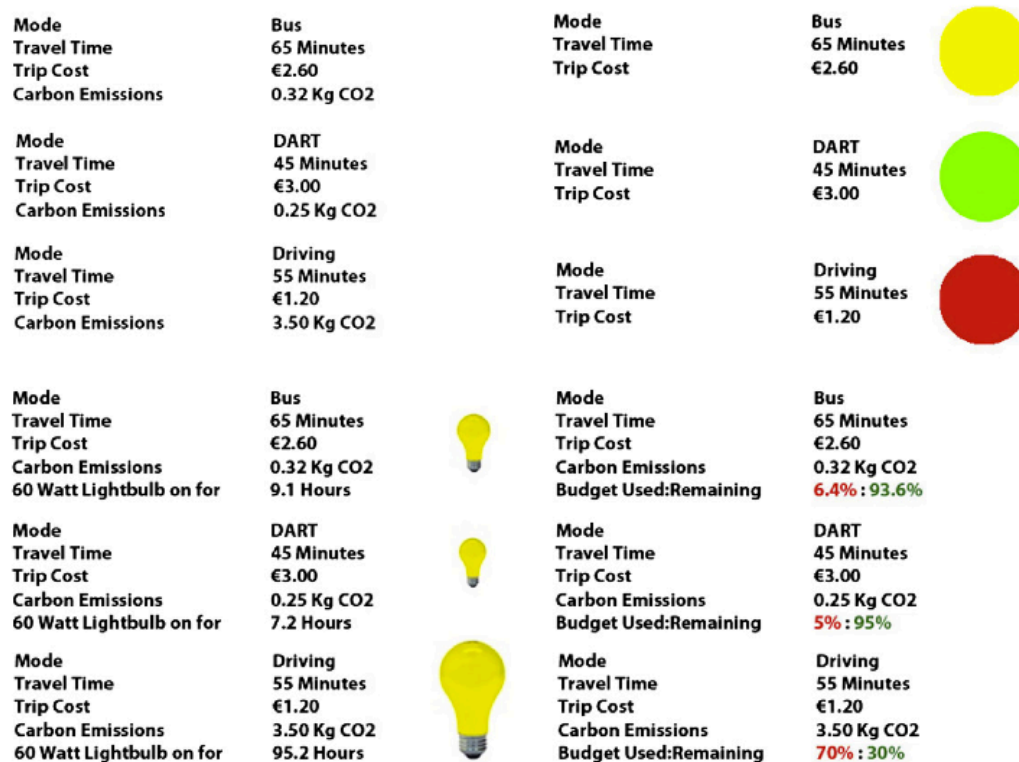 Mode Bus
Travel Time 65 Minutes
Trip Cost €2.60
Carbon Emissions 0.32 Kg CO2
Mode DART
Travel Time 45 Minutes
Trip Cost €3.00
Carbon Emissions 0.25 Kg CO2
Mode Driving
Travel Time 55 Minutes
Trip Cost €1.20
Carbon Emissions 3.50 Kg CO2
Mode Bus
Travel Time 65 Minutes
Trip Cost €2.60
Mode DART
Travel Time 45 Minutes
Trip Cost €3.00
Mode Driving
Travel Time 55 Minutes
Trip Cost €1.20
Mode Bus
Travel Time 65 Minutes
Trip Cost €2.60
Carbon Emissions 0.32 Kg CO2
60 Watt Lightbulb on for 9.1 Hours
Mode DART
Travel Time 45 Minutes
Trip Cost €3.00
Carbon Emissions 0.25 Kg CO2
60 Watt Lightbulb on for 7.2 Hours
Mode Driving
Travel Time 55 Minutes
Trip Cost €1.20
Carbon Emissions 3.50 Kg CO2
60 Watt Lightbulb on for 95.2 Hours
Mode Bus
Travel Time 65 Minutes
Trip Cost €2.60
Carbon Emissions 0.32 Kg CO2
Budget Used:Remaining 6.4% : 93.6%
Mode DART
Travel Time 45 Minutes
Trip Cost €3.00
Carbon Emissions 0.25 Kg CO2
Budget Used:Remaining 5% : 95%
Mode Driving
Travel Time 55 Minutes
Trip Cost €1.20
Carbon Emissions 3.50 Kg CO2
Budget Used:Remaining 70% : 30%